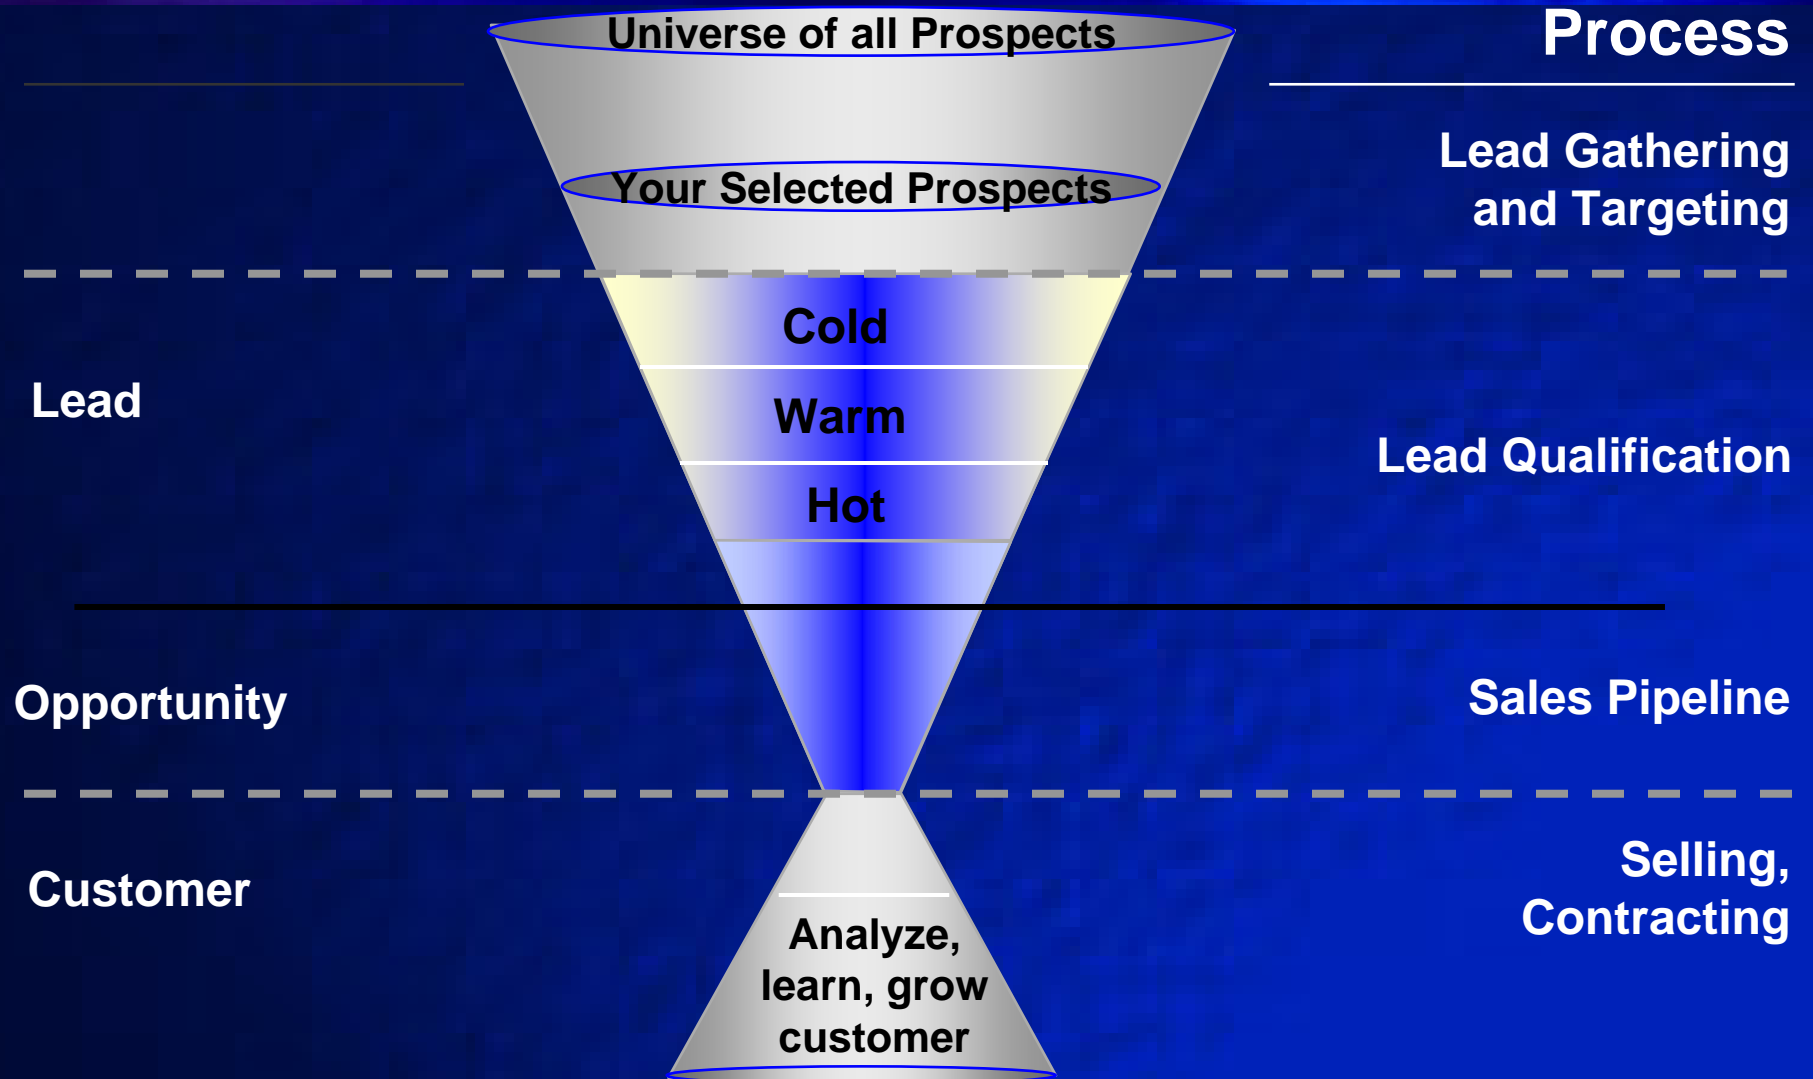 Universe of all Prospects
Process
Your Selected Prospects
Lead Gathering
and Targeting
Cold
Lead
Warm
Lead Qualification
Hot
Opportunity
Sales Pipeline
Customer
Selling,
Contracting
Analyze,
learn, grow
customer